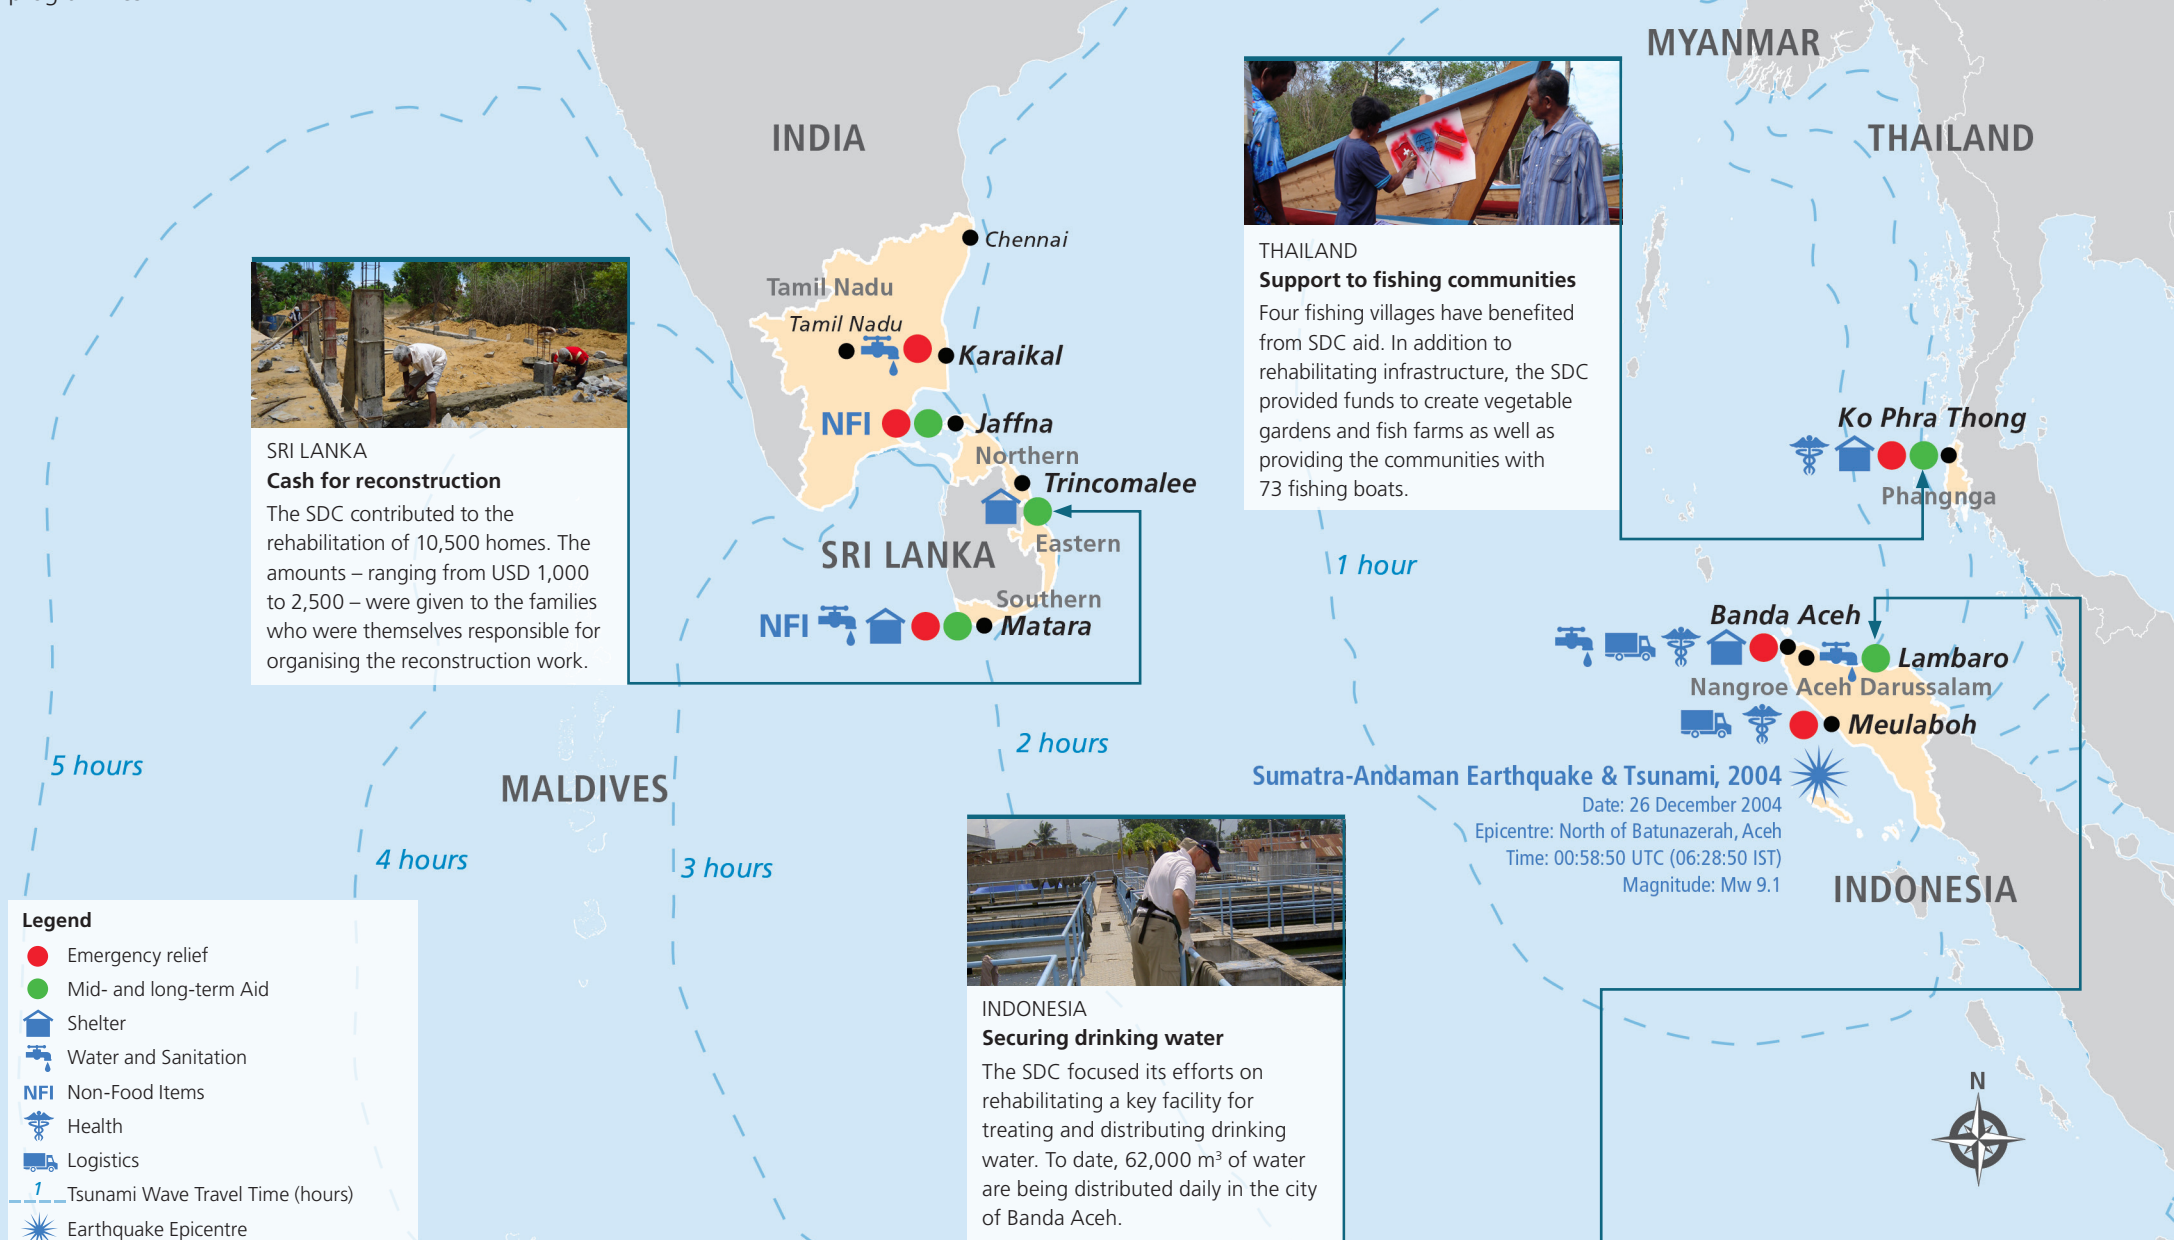 MYANMAR
THAILAND
INDIA
Chennai
Tamil Nadu
Tamil Nadu
Karaikal
NFI
Jaffna
Northern
Trincomalee
Eastern
SRI LANKA
Southern
NFI
Matara
SRI LANKA
Cash for reconstruction
The SDC contributed to the
rehabilitation of 10,500 homes. The
amounts – ranging from USD 1,000
to 2,500 – were given to the families
who were themselves responsible for
organising the reconstruction work.
THAILAND
Support to fishing communities
Four fishing villages have benefited
from SDC aid. In addition to
rehabilitating infrastructure, the SDC
provided funds to create vegetable
gardens and fish farms as well as
providing the communities with
73 fishing boats.
Ko Phra Thong
Phangnga
1 hour
Banda Aceh
Lambaro
Nangroe Aceh Darussalam
Meulaboh
2 hours
5 hours
MALDIVES
4 hours
3 hours
Sumatra-Andaman Earthquake & Tsunami, 2004
Date: 26 December 2004
Epicentre: North of Batunazerah, Aceh
Time: 00:58:50 UTC (06:28:50 IST)
Magnitude: Mw 9.1
INDONESIA
INDONESIA
Securing drinking water
The SDC focused its efforts on
rehabilitating a key facility for
treating and distributing drinking
water. To date, 62,000 m³ of water
are being distributed daily in the city
of Banda Aceh.
N
Legend
Emergency relief
Mid- and long-term Aid
Shelter
Water and Sanitation
NFI Non-Food Items
Health
Logistics
1 Tsunami Wave Travel Time (hours)
Earthquake Epicentre